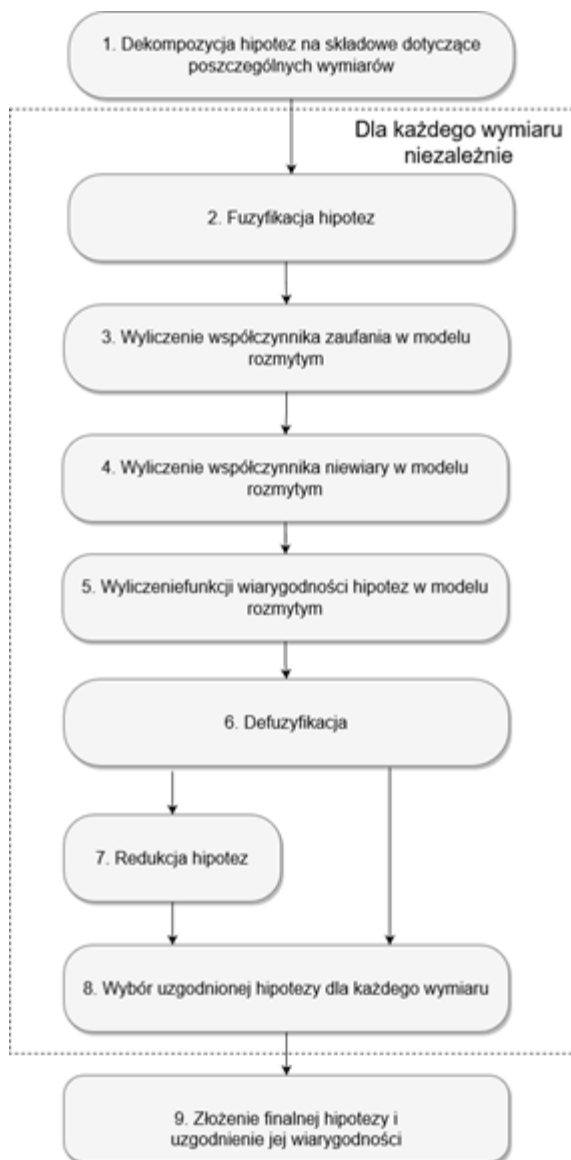 1. Dekompozycja hipotez na składowe dotyczące
poszczególnych wymiarów
Dla każdego wymiaru
niezależnie
2. Fuzyfikacja hipotez
3. Wyliczenie współczynnika zaufania w modelu
rozmytym
4. Wyliczenie współczynnika niewiary w modelu
rozmytym
5. Wyliczeniefunkcji wiarygodności hipotez w modelu
rozmytym
6. Defuzyfikacja
7. Redukcja hipotez
8. Wybór uzgodnionej hipotezy dla każdego wymiaru
9. Złożenie finalnej hipotezy i
uzgodnienie jej wiarygodności